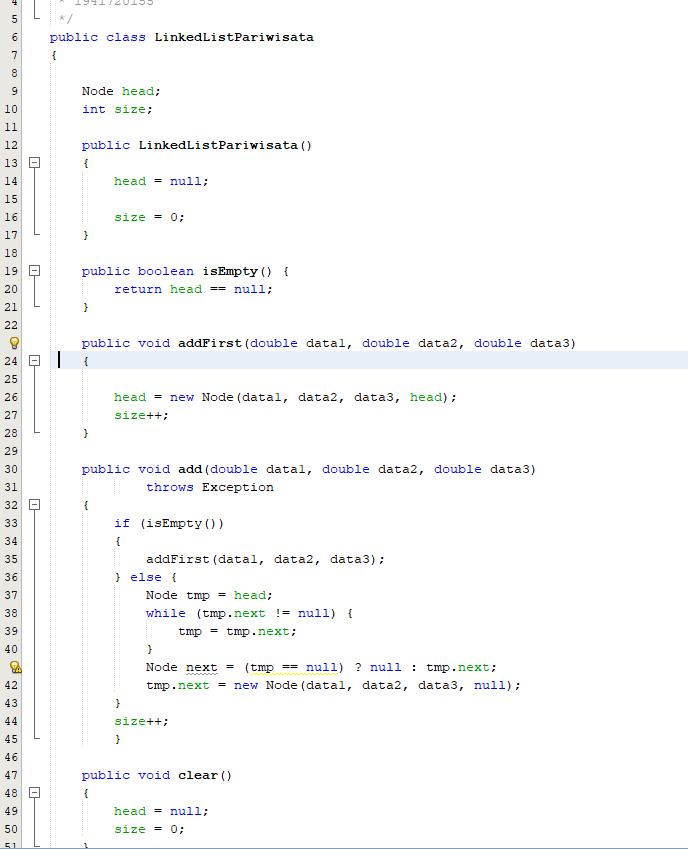 4 * 1941720155
5 */
6 public class LinkedListPariwisata
7 {
8
9 Node head;
10 int size;
11
12 public LinkedListPariwisata()
13 {
14 head = null;
15
16 size = 0;
17 }
18
19 public boolean isEmpty() {
20 return head == null;
21 }
22
public void addFirst(double data1, double data2, double data3)
24 {
25
26 head = new Node(data1, data2, data3, head);
27 size++;
28 }
29
30 public void add(double data1, double data2, double data3)
31 throws Exception
32 {
33 if (isEmpty())
34 {
35 addFirst(data1, data2, data3);
36 } else {
37 Node tmp = head;
38 while (tmp.next != null) {
39 tmp = tmp.next;
40 }
Node next = (tmp == null) ? null : tmp.next;
42 tmp.next = new Node(data1, data2, data3, null);
43 }
44 size++;
45 }
46
47 public void clear()
48 {
49 head = null;
50 size = 0;
51 }